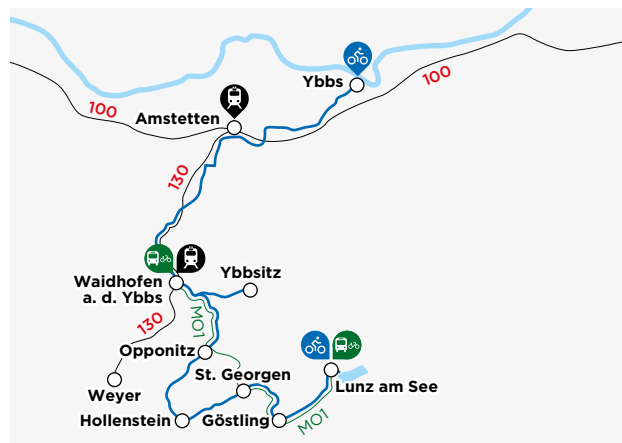 Ybbs
100
100
Amstetten
130
Waidhofen
a. d. Ybbs
Ybbsitz
MO1
130
Opponitz
St. Georgen
Weyer
Lunz am See
Hollenstein
Göstling
MO1